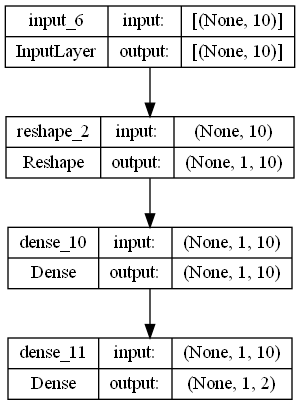 input_6 input: [(None, 10)]
InputLayer output: [(None, 10)]
reshape_2 input: (None, 10)
Reshape output: (None, 1, 10)
dense_10 input: (None, 1, 10)
Dense output: (None, 1, 10)
dense_11 input: (None, 1, 10)
Dense output: (None, 1, 2)